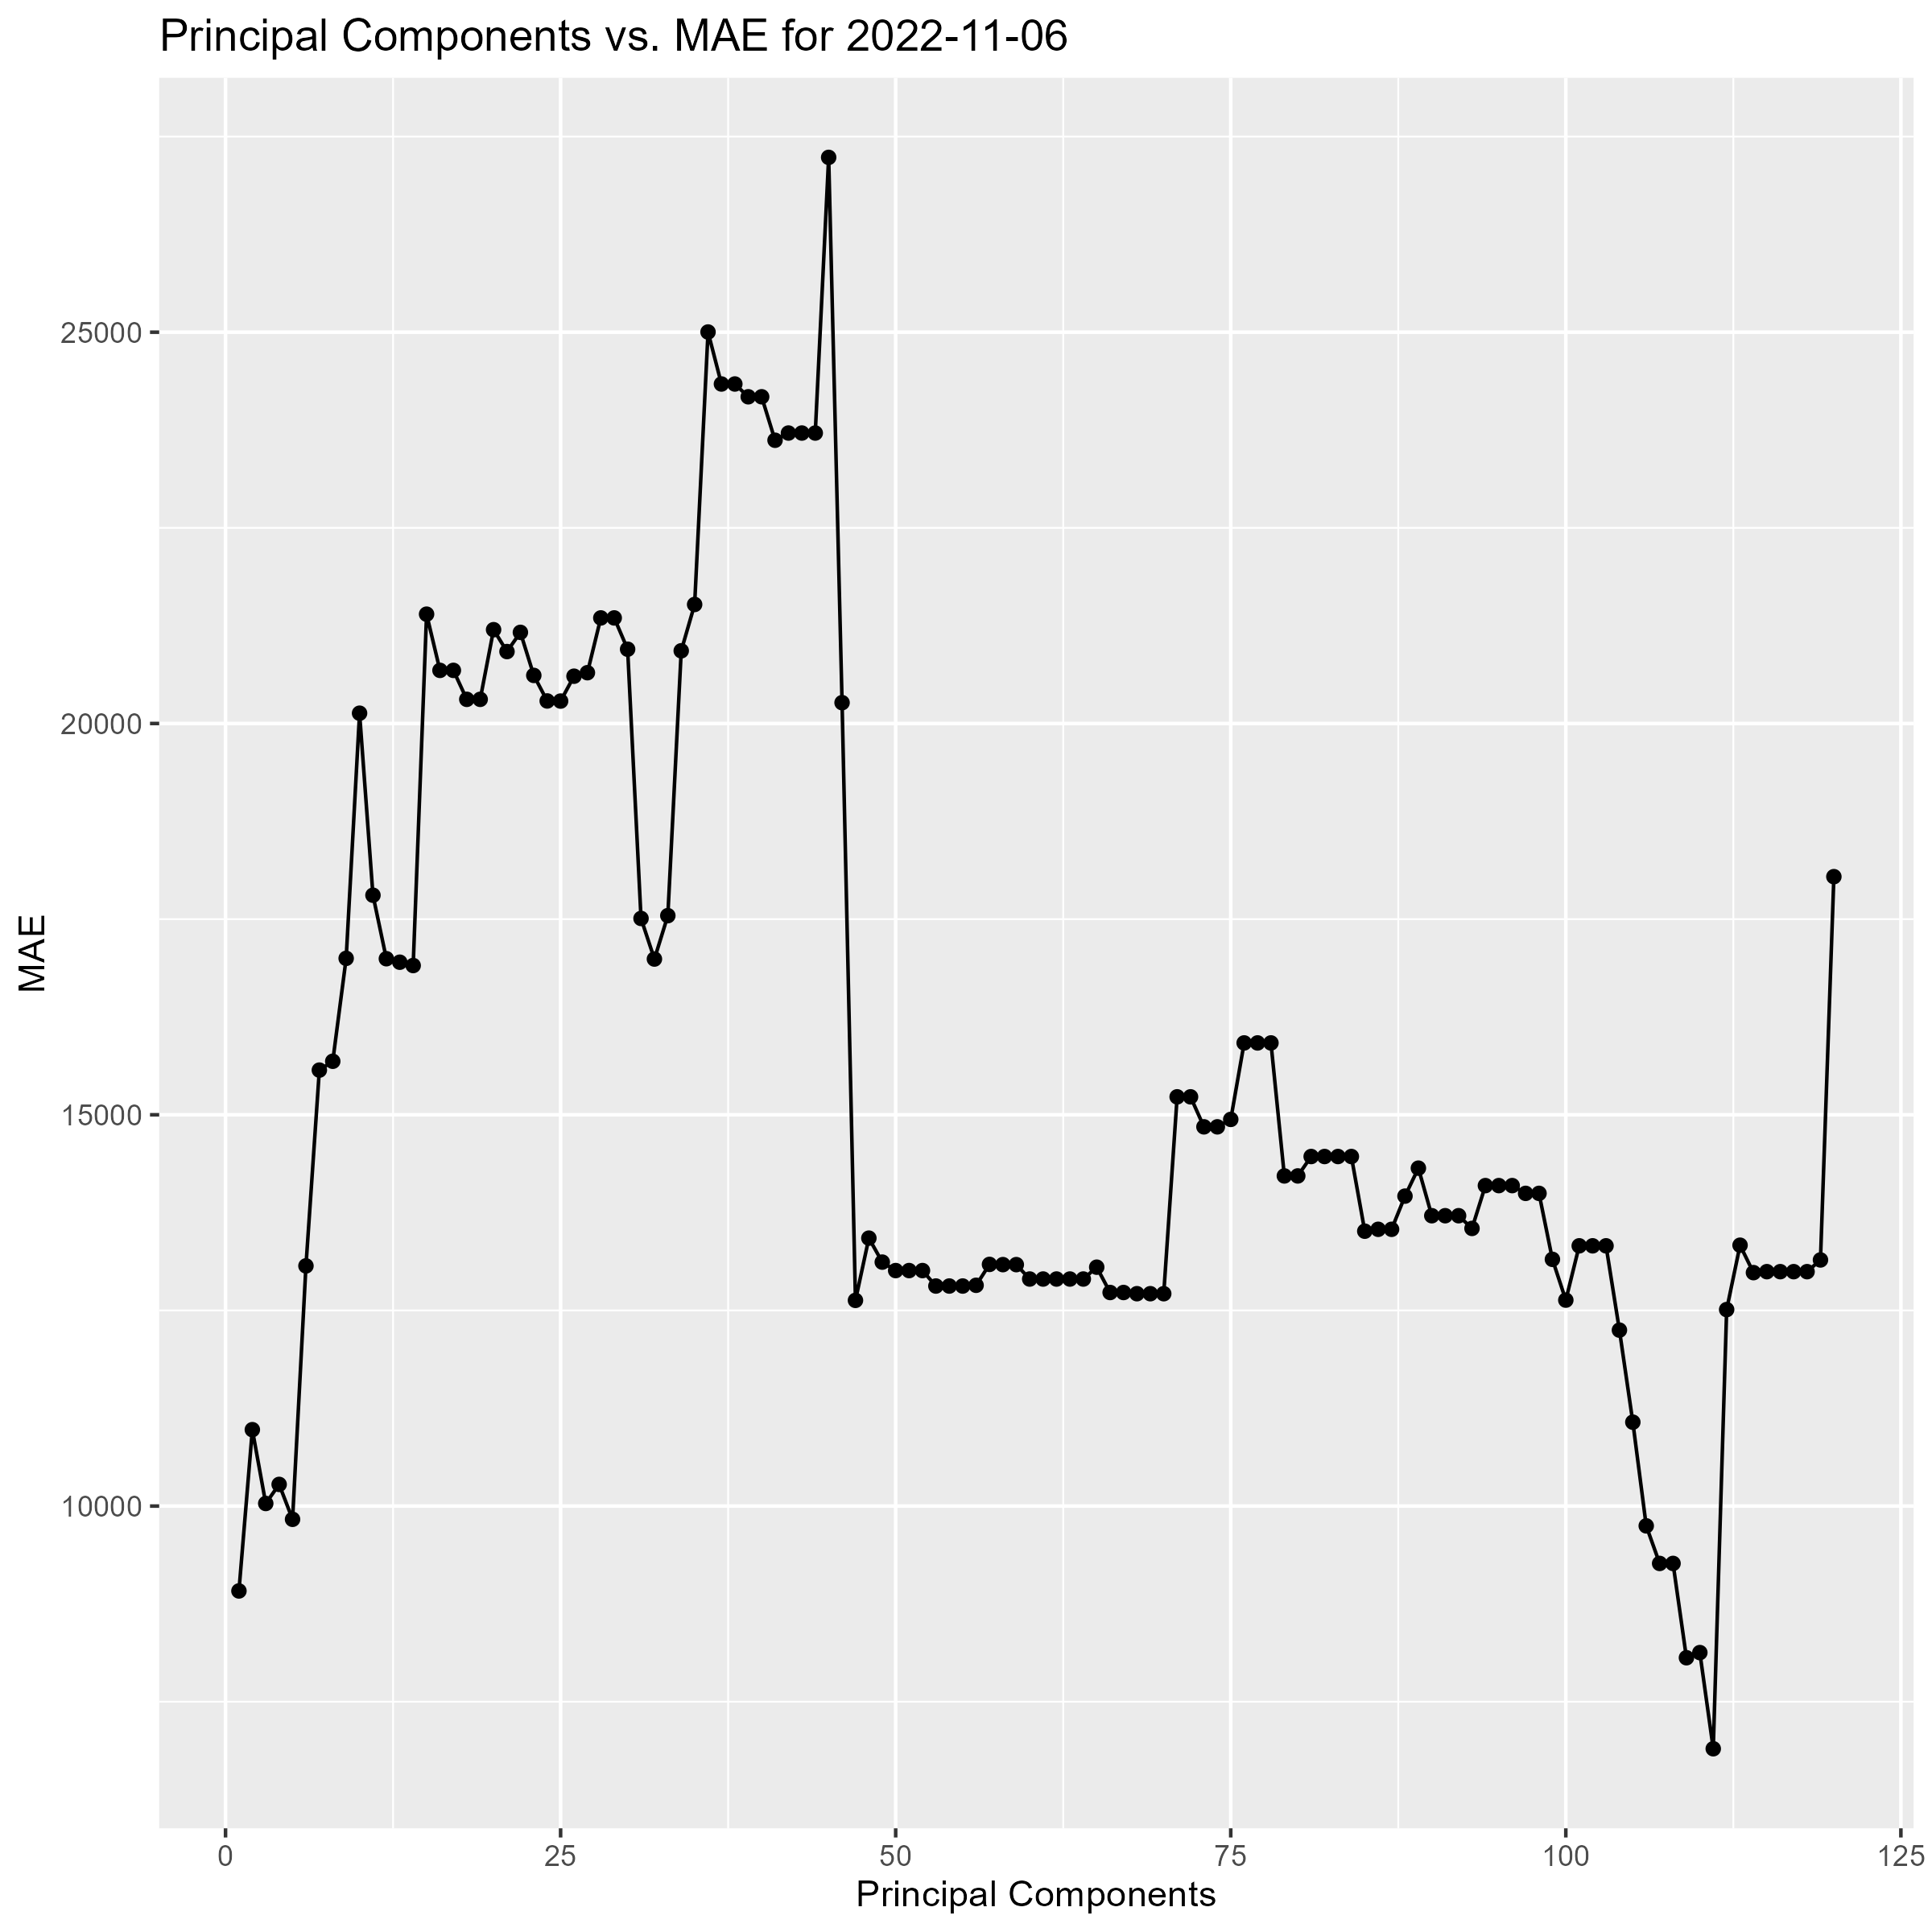 Principal Components vs. MAE for 2022-11-06
MAE
25000
20000
15000
10000
0 25 50 75 100 125
Principal Components